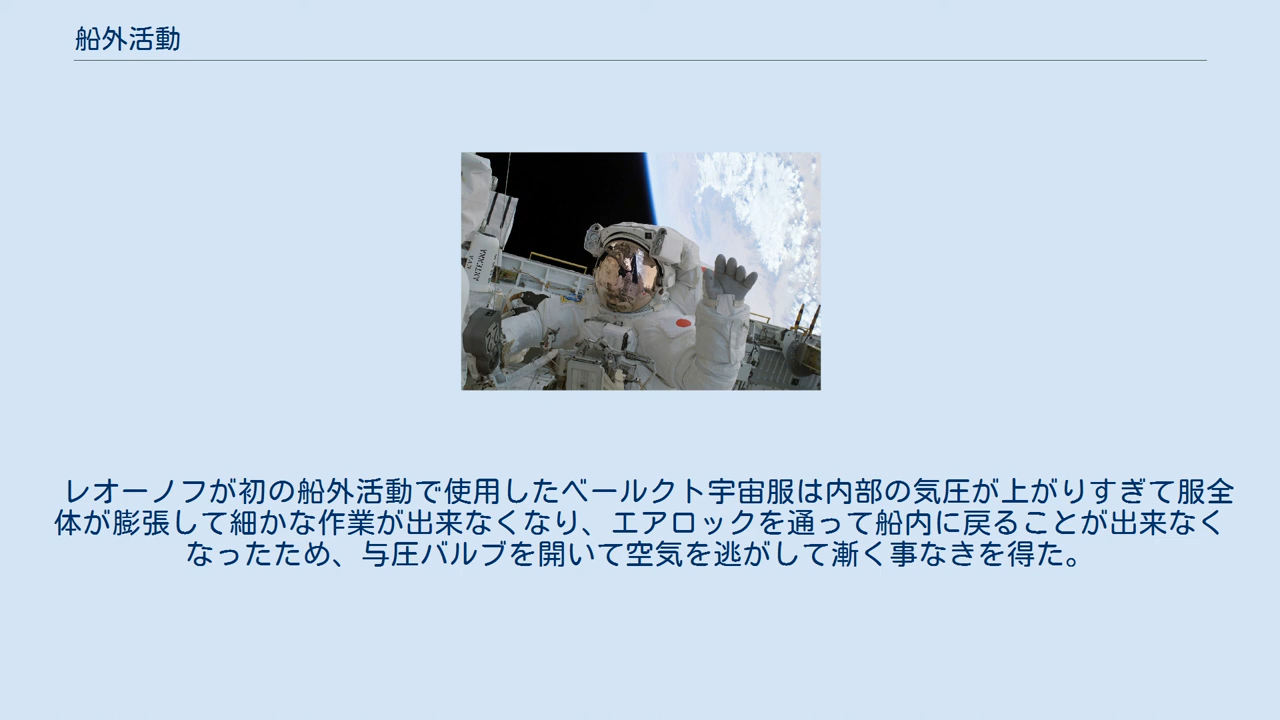 船外活動
EVA
ANTENNA
レオーノフが初の船外活動で使用したベールクト宇宙服は内部の気圧が上がりすぎて服全
体が膨張して細かな作業が出来なくなり、エアロックを通って船内に戻ることが出来なく
なったため、与圧バルブを開いて空気を逃がして漸く事なきを得た。